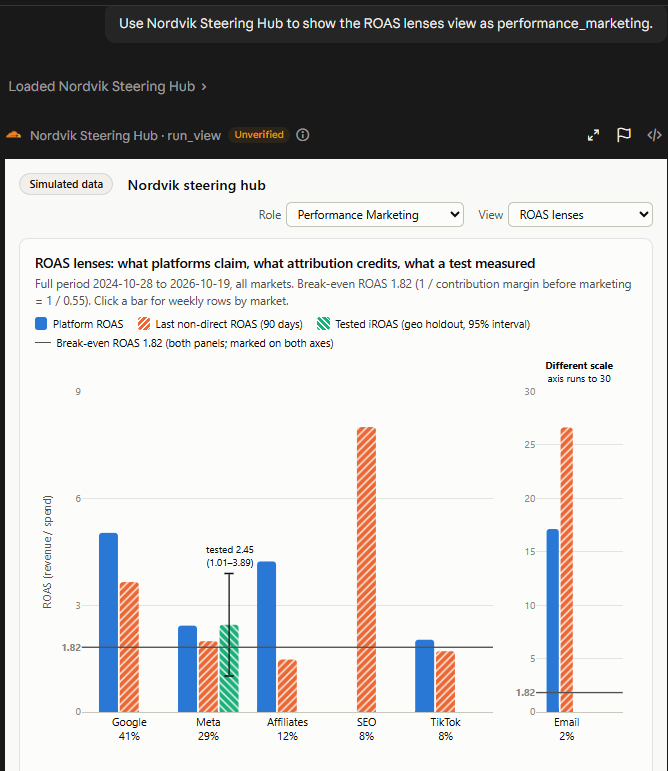 Use Nordvik Steering Hub to show the ROAS lenses view as performance_marketing.
Loaded Nordvik Steering Hub
Nordvik Steering Hub · run_view Unverified
Simulated data Nordvik steering hub
Role Performance Marketing View ROAS lenses
ROAS lenses: what platforms claim, what attribution credits, what a test measured
Full period 2024-10-28 to 2026-10-19, all markets. Break-even ROAS 1.82 (1 / contribution margin before marketing
= 1 / 0.55). Click a bar for weekly rows by market.
Platform ROAS Last non-direct ROAS (90 days) Tested iROAS (geo holdout, 95% interval)
Break-even ROAS 1.82 (both panels; marked on both axes)
Different scale
axis runs to 30
9
6
3
1.82
0
ROAS (revenue / spend)
tested 2.45
(1.01–3.89)
Google
41%
Meta
29%
Affiliates
12%
SEO
8%
TikTok
8%
30
25
20
15
10
5
1.82
0
Email
2%